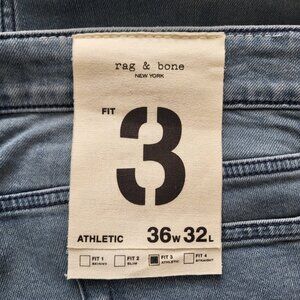 rag & bone
NEW YORK
FIT
3
ATHLETIC 36W 32L
FIT 1 FIT 2 FIT 3 FIT 4
SKINNY SLIM ATHLETIC STRAIGHT